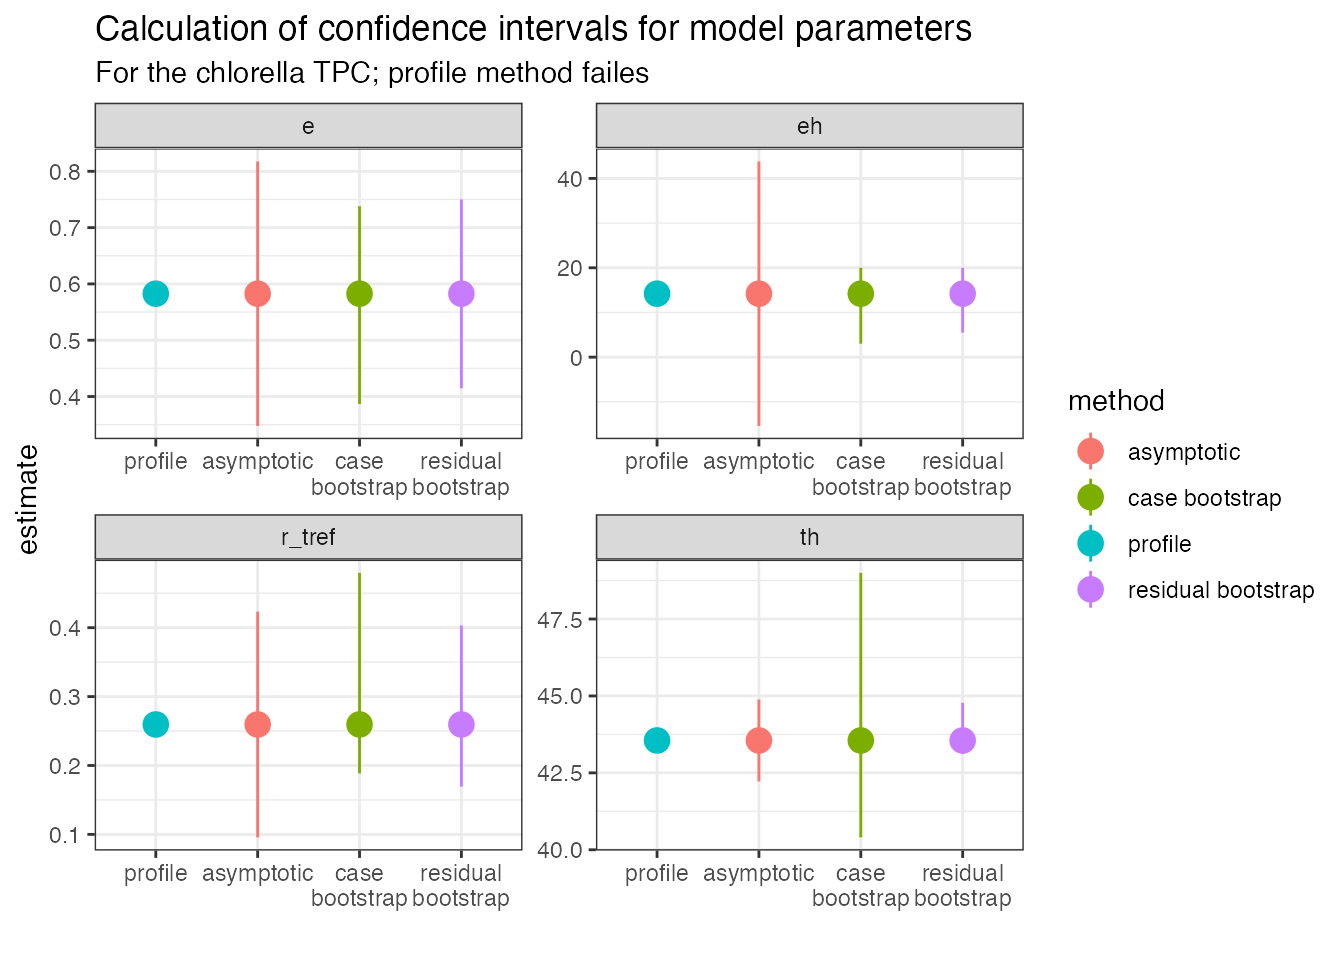 Calculation of confidence intervals for model parameters
For the chlorella TPC; profile method failes
estimate
e
0.8
0.7
0.6
0.5
0.4
profile asymptotic case residual
bootstrap bootstrap
eh
40
20
0
profile asymptotic case residual
bootstrap bootstrap
r_tref
0.4
0.3
0.2
0.1
profile asymptotic case residual
bootstrap bootstrap
th
47.5
45.0
42.5
40.0
profile asymptotic case residual
bootstrap bootstrap
method
asymptotic
case bootstrap
profile
residual bootstrap